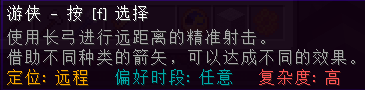 游侠 - 按 [f] 选择
使用长弓进行远距离的精准射击。
借助不同种类的箭矢，可以达成不同的效果。
定位: 远程 偏好时段: 任意 复杂度: 高